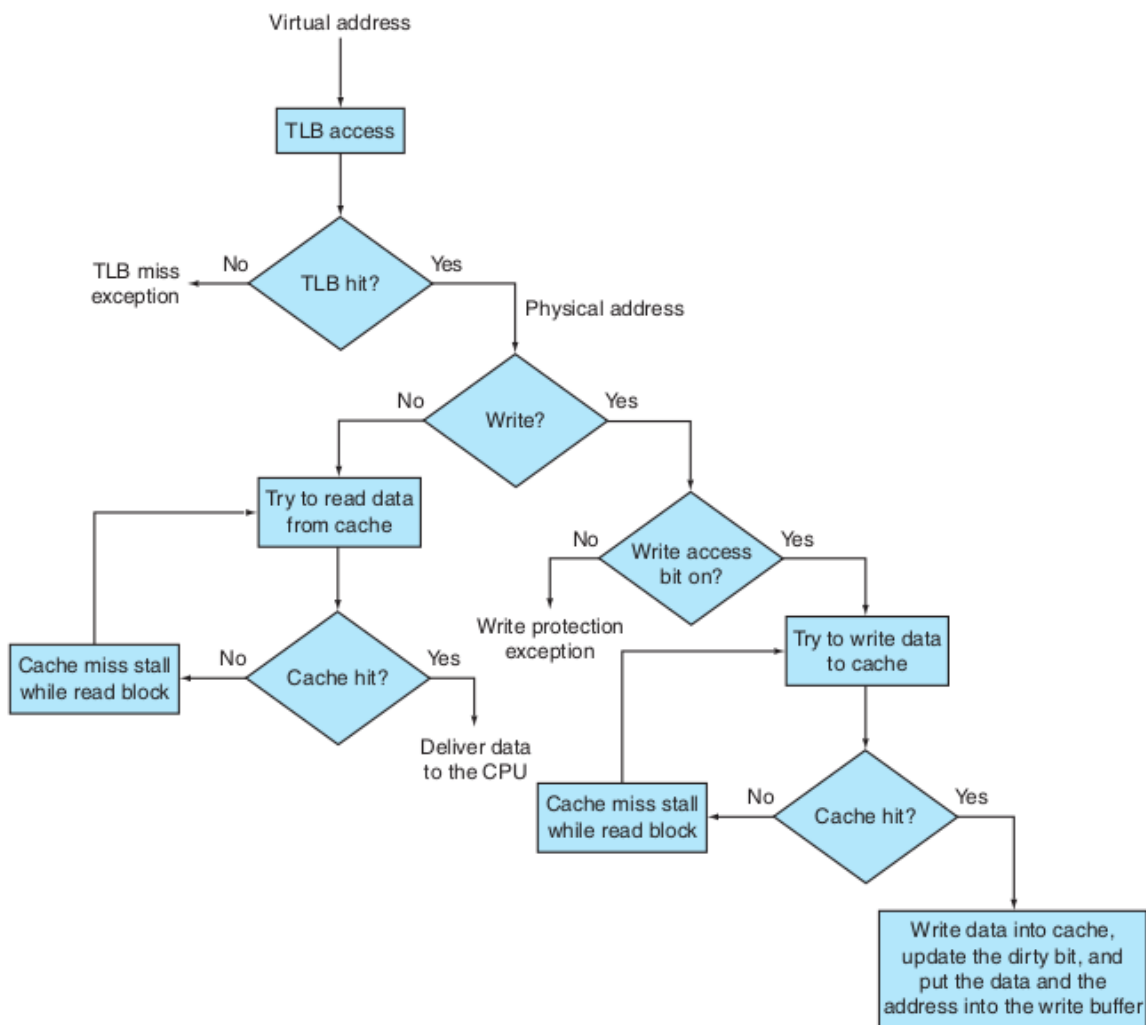 Virtual address
TLB access
No
Yes
TLB miss
exception
TLB hit?
Physical address
No
Yes
Write?
Try to read data
from cache
No
Yes
Write access
bit on?
Write protection
exception
Try to write data
to cache
Cache miss stall
while read block
No
Yes
Cache hit?
Deliver data
to the CPU
Cache miss stall
while read block
No
Yes
Cache hit?
Write data into cache,
update the dirty bit, and
put the data and the
address into the write buffer